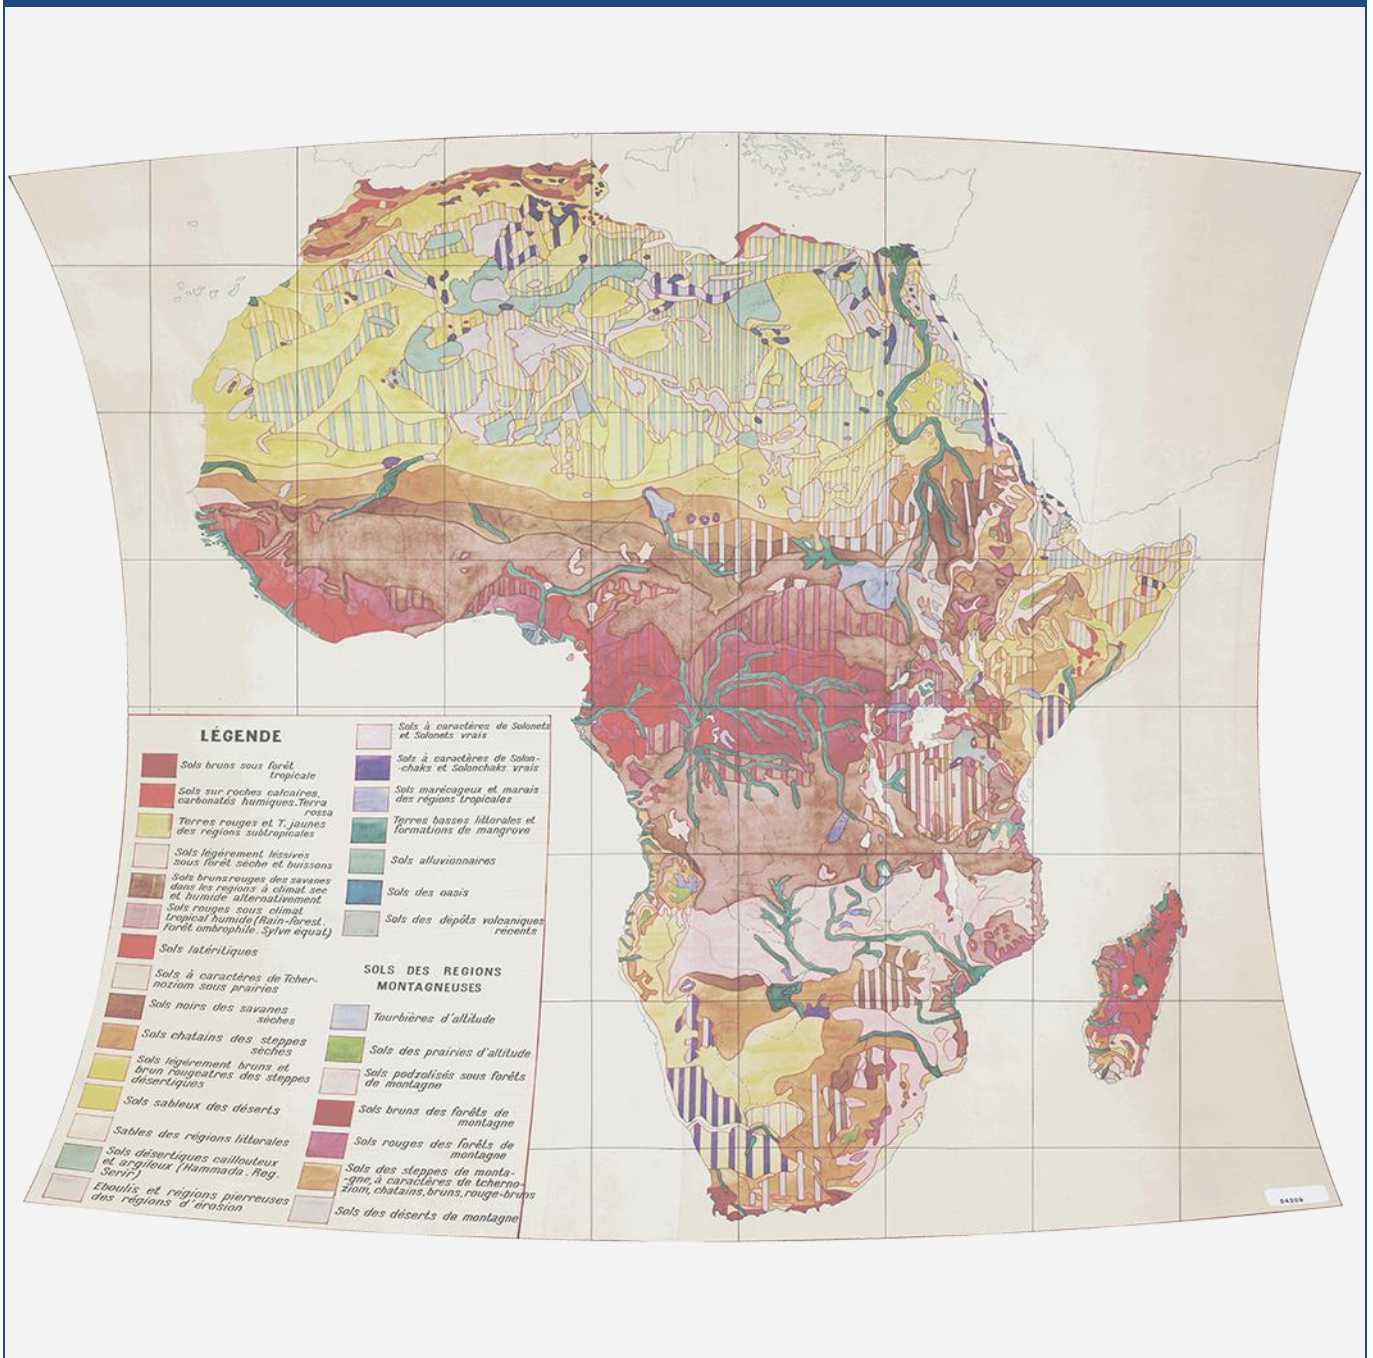 LÉGENDE
Sols bruns sous forêt
tropicale
Sols sur roches calcaires,
carbonatés humiques. Terra
rossa
Terres rouges et T. jaunes
des régions subtropicales
Sols légérement léssivés
sous forêt sèche et buissons
Sols brunsrouges des savanes
dans les regions à climat sec
et humide alternativement
Sols rouges sous climat
tropical humide (Rain-forest.
Forêt ombrophile. Sylve équat)
Sols latéritiques
Sols à caractères de Tcher-
noziom sous prairies
Sols noirs des savanes
sèches
Sols chatains des steppes
sèches
Sols légérement bruns et
brun rougeatres des steppes
désertiques
Sols sableux des déserts
Sables des régions littorales
Sols désertiques caillouteux
et argileux (Hammada. Reg.
Serir)
Eboulis et régions pierreuses
des régions d'érosion
Sols à caractères de Solonets
et Solonets vrais
Sols à caractères de Solon-
-chaks et Solonchaks vrais
Sols marécageux et marais
des régions tropicales
Terres basses littorales et
formations de mangrove
Sols alluvionnaires
Sols des oasis
Sols des dépôts volcaniques
récents
SOLS DES REGIONS
MONTAGNEUSES
Tourbières d'altitude
Sols des prairies d'altitude
Sols podzolisés sous forêts
de montagne
Sols bruns des forêts de
montagne
Sols rouges des forêts de
montagne
Sols des steppes de monta-
-gne, à caractères de tcherno-
ziom, chatains, bruns, rouge-bruns
Sols des déserts de montagne
04309